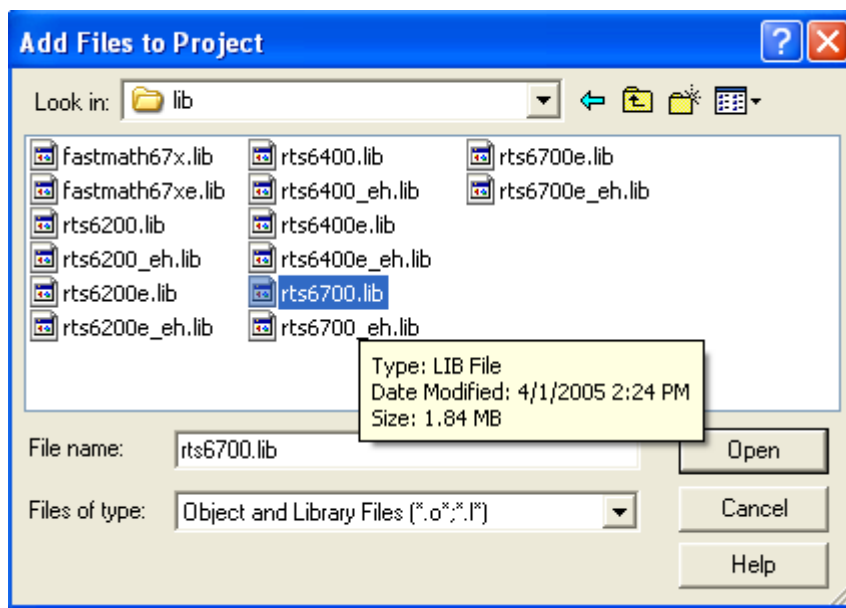 Add Files to Project
Look in: lib
fastmath67x.lib
fastmath67xe.lib
rts6200.lib
rts6200_eh.lib
rts6200e.lib
rts6200e_eh.lib
rts6400.lib
rts6400_eh.lib
rts6400e.lib
rts6400e_eh.lib
rts6700.lib
rts6700_eh.lib
rts6700e.lib
rts6700e_eh.lib
Type: LIB File
Date Modified: 4/1/2005 2:24 PM
Size: 1.84 MB
File name: rts6700.lib
Open
Files of type: Object and Library Files (*.o*;*.l*)
Cancel
Help